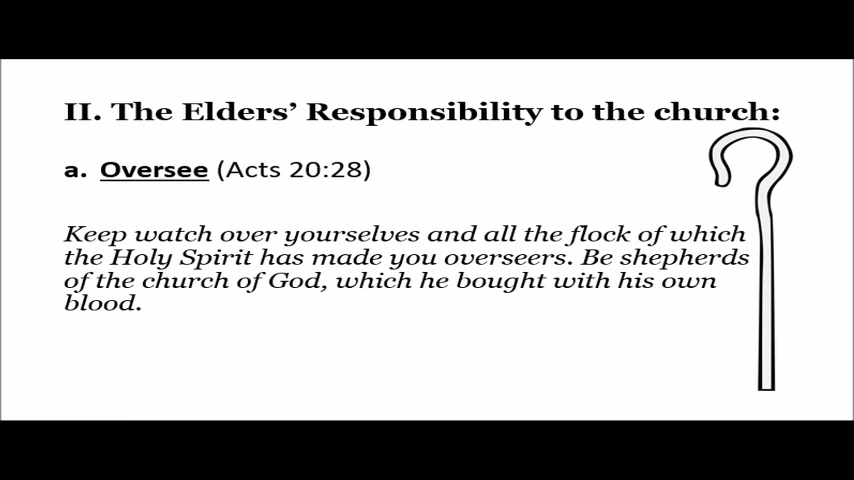 II. The Elders’ Responsibility to the church:
a. Oversee (Acts 20:28)
Keep watch over yourselves and all the flock of which
the Holy Spirit has made you overseers. Be shepherds
of the church of God, which he bought with his own
blood.